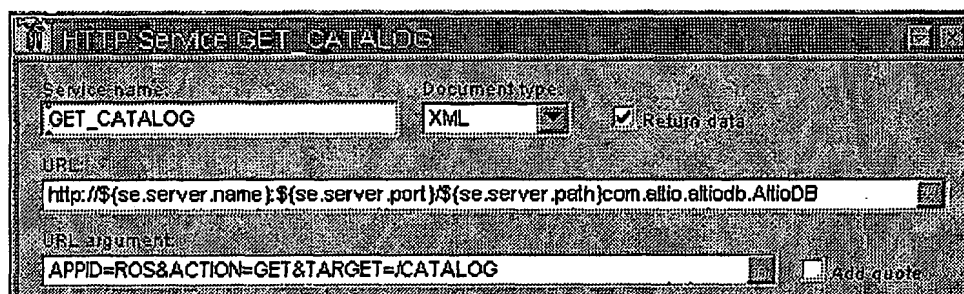 HTTP Service GET_CATALOG
Service name: Document type:
GET_CATALOG XML Return data
URL:
http://${se.server.name}:${se.server.port}/${se.server.path}com.altio.altiodb.AltioDB
URL argument:
APPID=ROS&ACTION=GET&TARGET=/CATALOG Add quote